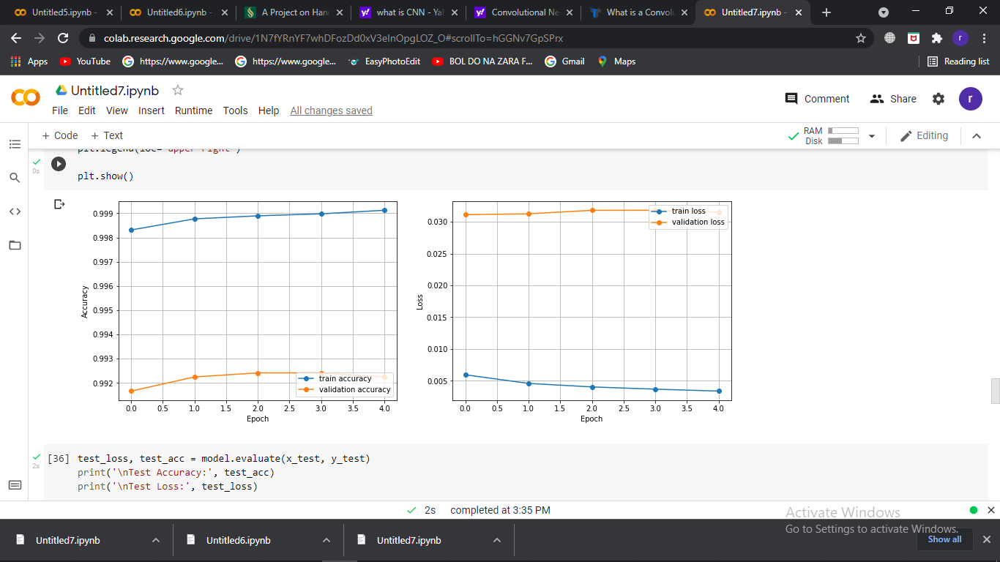 Untitled5.ipynb -
Untitled6.ipynb -
A Project on Han
what is CNN - Ya
Convolutional Ne
What is a Convol
Untitled7.ipynb -
colab.research.google.com/drive/1N7fYRnYF7whDFozDd0xV3eInOpgLOZ_O#scrollTo=hGGNv7GpSPrx
r
Apps
YouTube
https://www.google...
https://www.google...
EasyPhotoEdit
BOL DO NA ZARA F...
Gmail
Maps
Reading list
Untitled7.ipynb
Comment
Share
r
File Edit View Insert Runtime Tools Help All changes saved
+ Code + Text
RAM
Disk
Editing
plt.legend(loc='upper right')
0s
plt.show()
0.999
0.998
0.997
0.996
0.995
0.994
0.993
0.992
Accuracy
train accuracy
validation accuracy
0.0 0.5 1.0 1.5 2.0 2.5 3.0 3.5 4.0
Epoch
0.030
0.025
0.020
0.015
0.010
0.005
Loss
train loss
validation loss
0.0 0.5 1.0 1.5 2.0 2.5 3.0 3.5 4.0
Epoch
2s
[36] test_loss, test_acc = model.evaluate(x_test, y_test)
print('\nTest Accuracy:', test_acc)
print('\nTest Loss:', test_loss)
2s completed at 3:35 PM
Activate Windows
Go to Settings to activate Windows.
Untitled7.ipynb
Untitled6.ipynb
Untitled7.ipynb
Show all